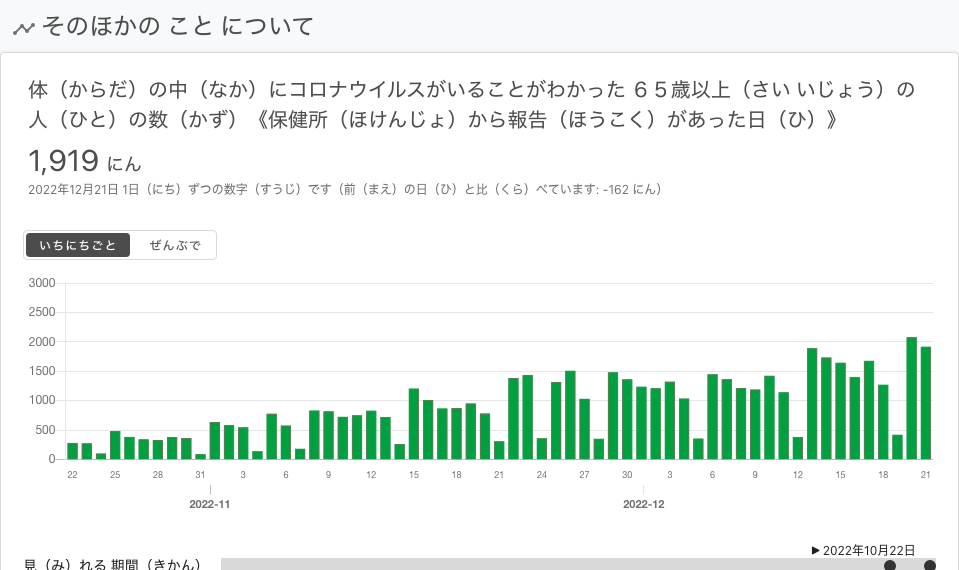 そのほかの こと について
体（からだ）の中（なか）にコロナウイルスがいることがわかった ６５歳以上（さい いじょう）の
人（ひと）の数（かず）《保健所（ほけんじょ）から報告（ほうこく）があった日（ひ）》
1,919 にん
2022年12月21日 1日（にち）ずつの数字（すうじ）です（前（まえ）の日（ひ）と比（くら）べています: -162 にん）
いちにちごと ぜんぶで
3000
2500
2000
1500
1000
500
0
22 25 28 31 3 6 9 12 15 18 21 24 27 30 3 6 9 12 15 18 21
2022-11 2022-12
▶ 2022年10月22日
見（み）れる 期間（きかん）